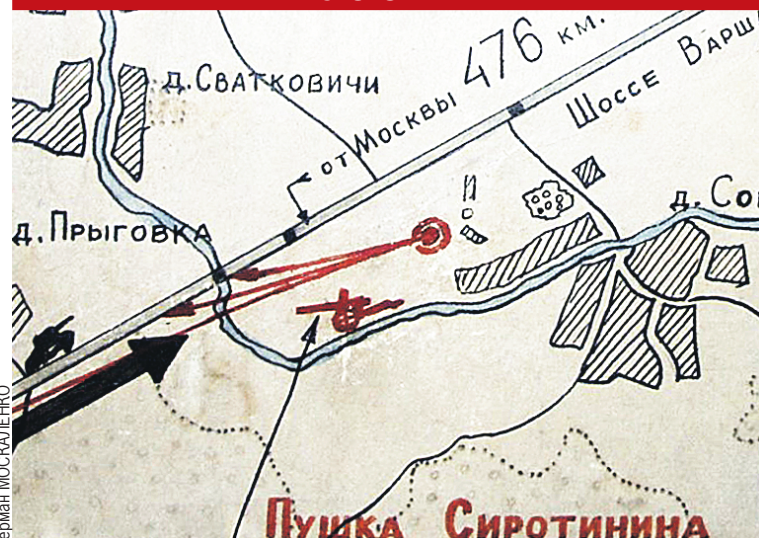 476 км.
д. Сватковичи
от Москвы
Шоссе Варш
д. Со
д. Прыговка
ерман МОСКАЛЕНКО
Пушка Сиротинина